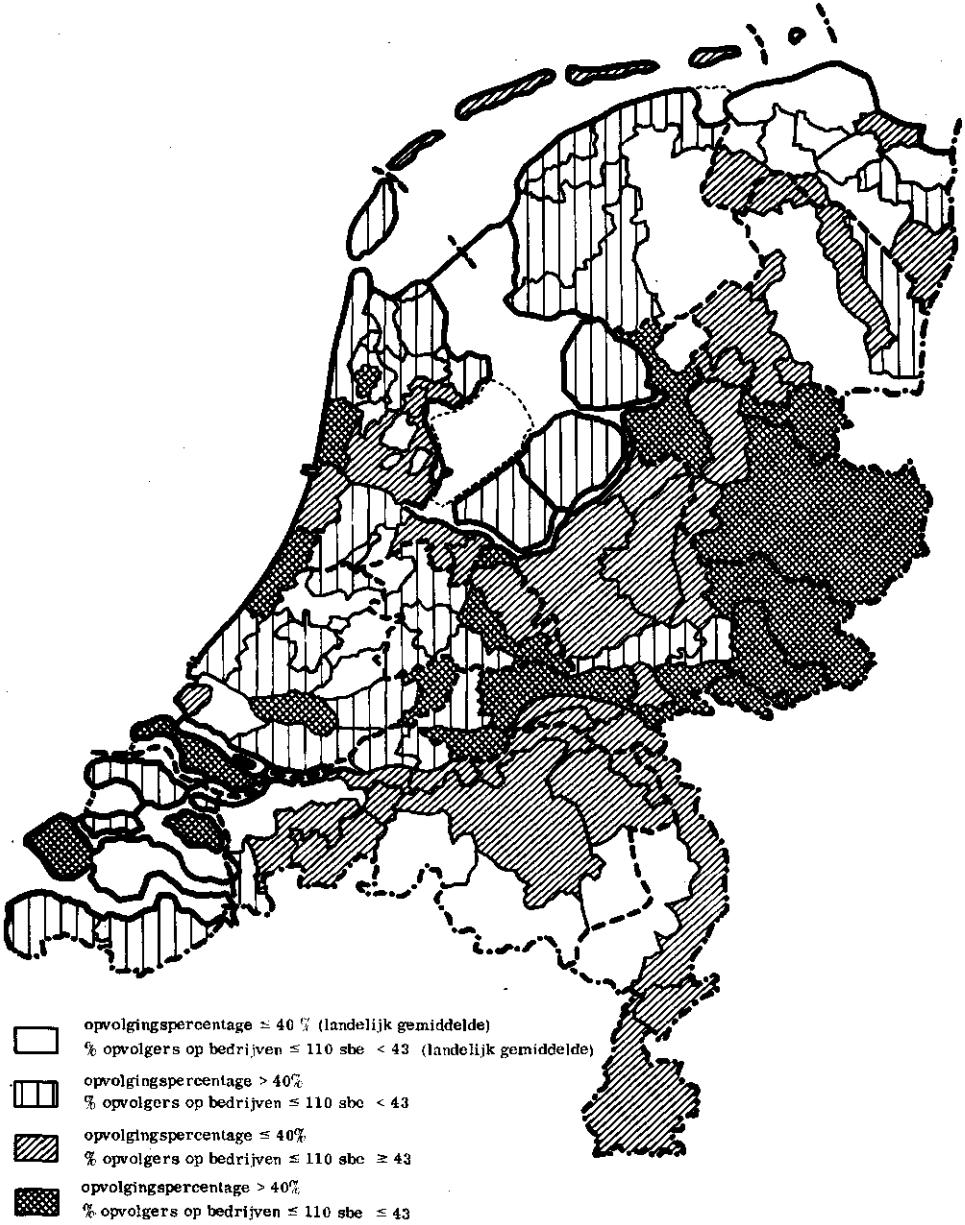 opvolgingspercentage ≤ 40 % (landelijk gemiddelde)
% opvolgers op bedrijven ≤ 110 sbe < 43 (landelijk gemiddelde)
opvolgingspercentage > 40%
% opvolgers op bedrijven ≤ 110 sbe < 43
opvolgingspercentage ≤ 40%
% opvolgers op bedrijven ≤ 110 sbe ≥ 43
opvolgingspercentage > 40%
% opvolgers op bedrijven ≤ 110 sbe ≤ 43